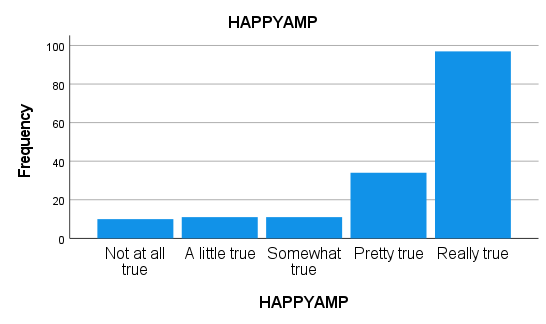 HAPPYAMP
100
80
60
40
20
0
Frequency
Not at all
true
A little true
Somewhat
true
Pretty true
Really true
HAPPYAMP